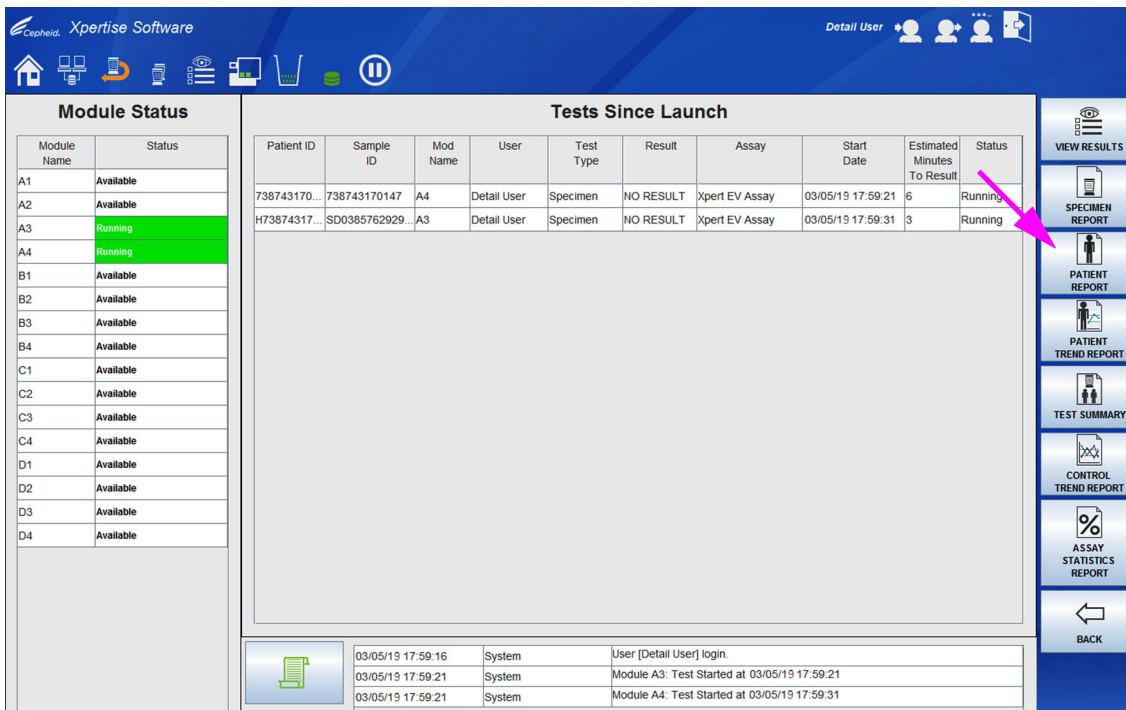 Cepheid. Xpertise Software
Detail User
Module Status
Module Name Status
A1 Available
A2 Available
A3 Running
A4 Running
B1 Available
B2 Available
B3 Available
B4 Available
C1 Available
C2 Available
C3 Available
C4 Available
D1 Available
D2 Available
D3 Available
D4 Available
Tests Since Launch
Patient ID Sample ID Mod Name User Test Type Result Assay Start Date Estimated Minutes To Result Status
738743170... 738743170147 A4 Detail User Specimen NO RESULT Xpert EV Assay 03/05/19 17:59:21 6 Running
H73874317... SD0385762929... A3 Detail User Specimen NO RESULT Xpert EV Assay 03/05/19 17:59:31 3 Running
03/05/19 17:59:16 System User [Detail User] login.
03/05/19 17:59:21 System Module A3: Test Started at 03/05/19 17:59:21
03/05/19 17:59:21 System Module A4: Test Started at 03/05/19 17:59:31
VIEW RESULTS
SPECIMEN
REPORT
PATIENT
REPORT
PATIENT
TREND REPORT
TEST SUMMARY
CONTROL
TREND REPORT
%
ASSAY
STATISTICS
REPORT
BACK